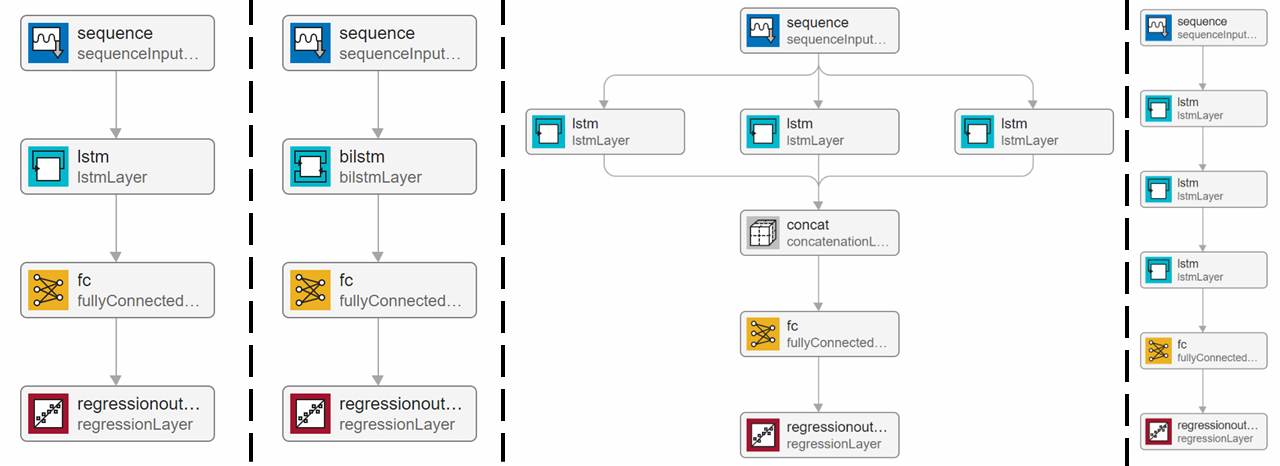 sequence
sequenceInput...
lstm
lstmLayer
fc
fullyConnected...
regressionout...
regressionLayer
sequence
sequenceInput...
bilstm
bilstmLayer
fc
fullyConnected...
regressionout...
regressionLayer
sequence
sequenceInput...
lstm
lstmLayer
lstm
lstmLayer
lstm
lstmLayer
concat
concatenationL...
fc
fullyConnected...
regressionout...
regressionLayer
sequence
sequenceInput...
lstm
lstmLayer
lstm
lstmLayer
lstm
lstmLayer
fc
fullyConnected...
regressionout...
regressionLayer